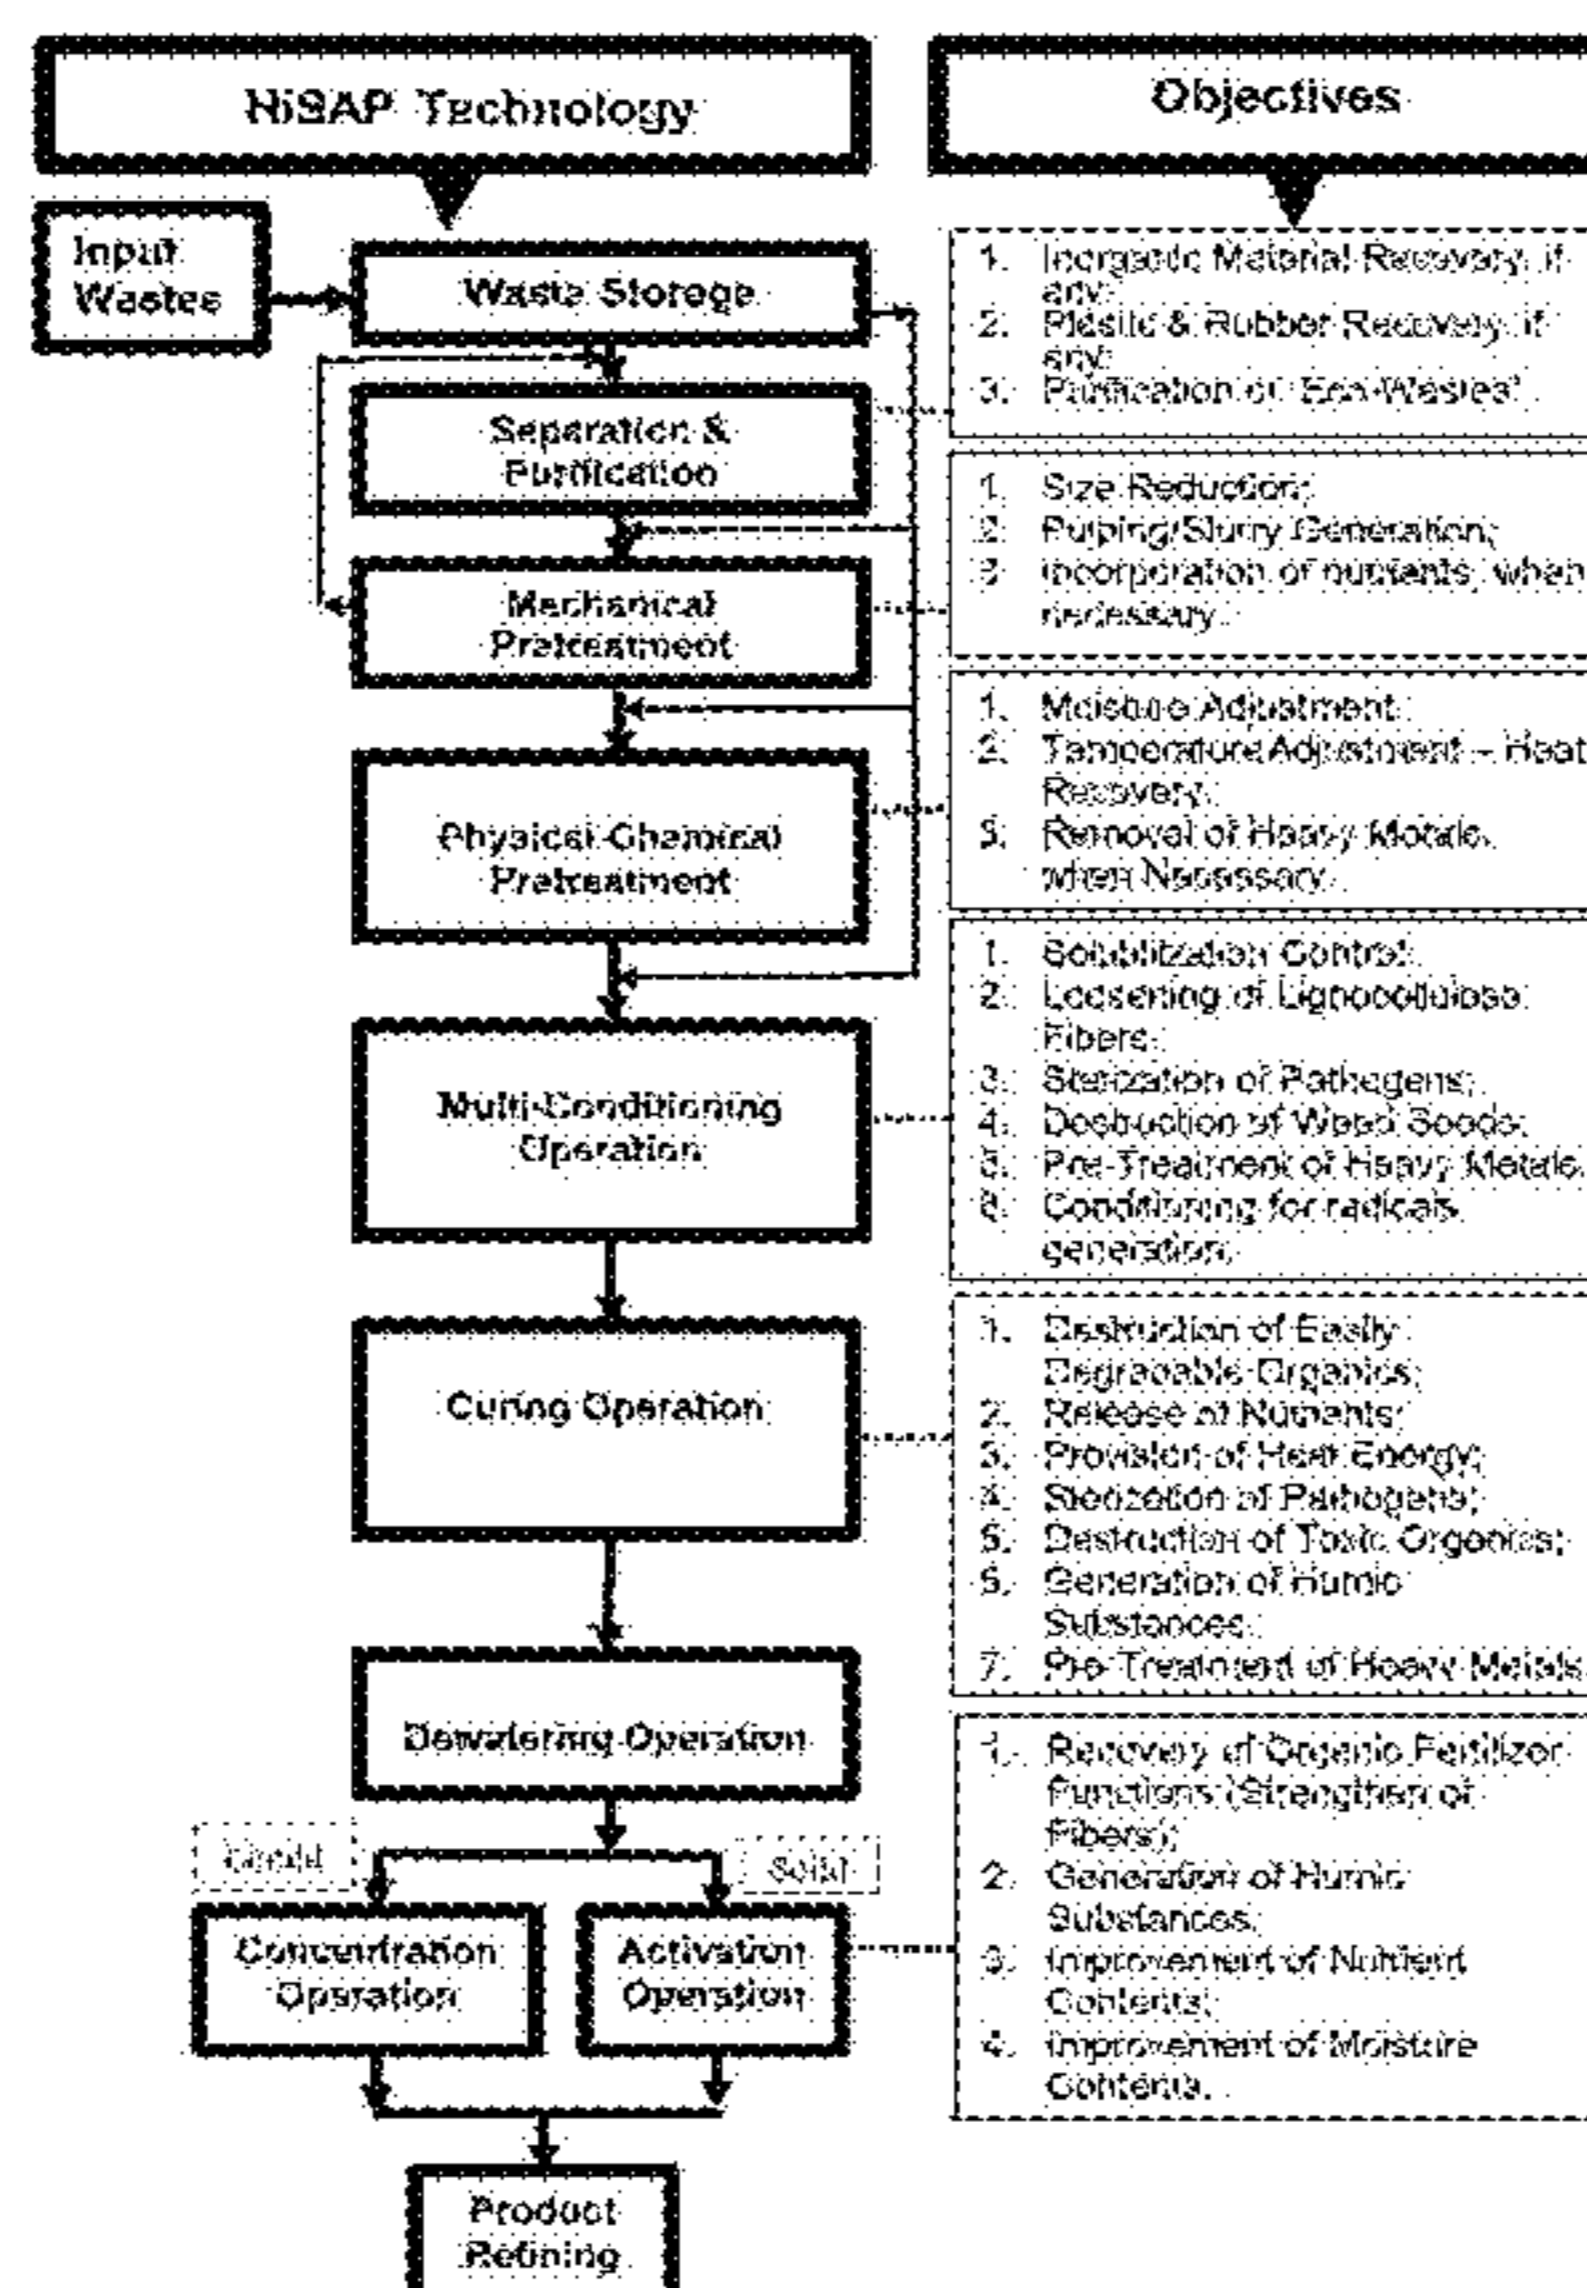 HiSAP Technology
Objectives
Input
Wastes
Waste Storage
Separation &
Purification
Mechanical
Pretreatment
Physical-Chemical
Pretreatment
Multi-Conditioning
Operation
Curing Operation
Dewatering Operation
Liquid
Solid
Concentration
Operation
Activation
Operation
Product
Refining
1. Inorganic Material Recovery, if
any;
2. Plastic & Rubber Recovery, if
any;
3. Purification of 'Eco-Wastes'.
1. Size Reduction;
2. Pulping/Slurry Generation;
3. Incorporation of nutrients, when
necessary.
1. Moisture Adjustment;
2. Temperature Adjustment – Heat
Recovery;
3. Removal of Heavy Metals,
when Necessary.
1. Solubilization Control;
2. Loosening of Lignocellulose
Fibers;
3. Sterization of Pathogens;
4. Destruction of Weed Seeds;
5. Pre-Treatment of Heavy Metals.
6. Conditioning for radicals
generation;
1. Destruction of Easily
Degradable Organics;
2. Release of Nutrients;
3. Provision of Heat Energy;
4. Sterization of Pathogens;
5. Destruction of Toxic Organics;
6. Generation of Humic
Substances;
7. Pre-Treatment of Heavy Metals.
1. Recovery of Organic Fertilizer
Functions (Strengthen of
Fibers);
2. Generation of Humic
Substances;
3. Improvement of Nutrient
Contents;
4. Improvement of Moisture
Contents.